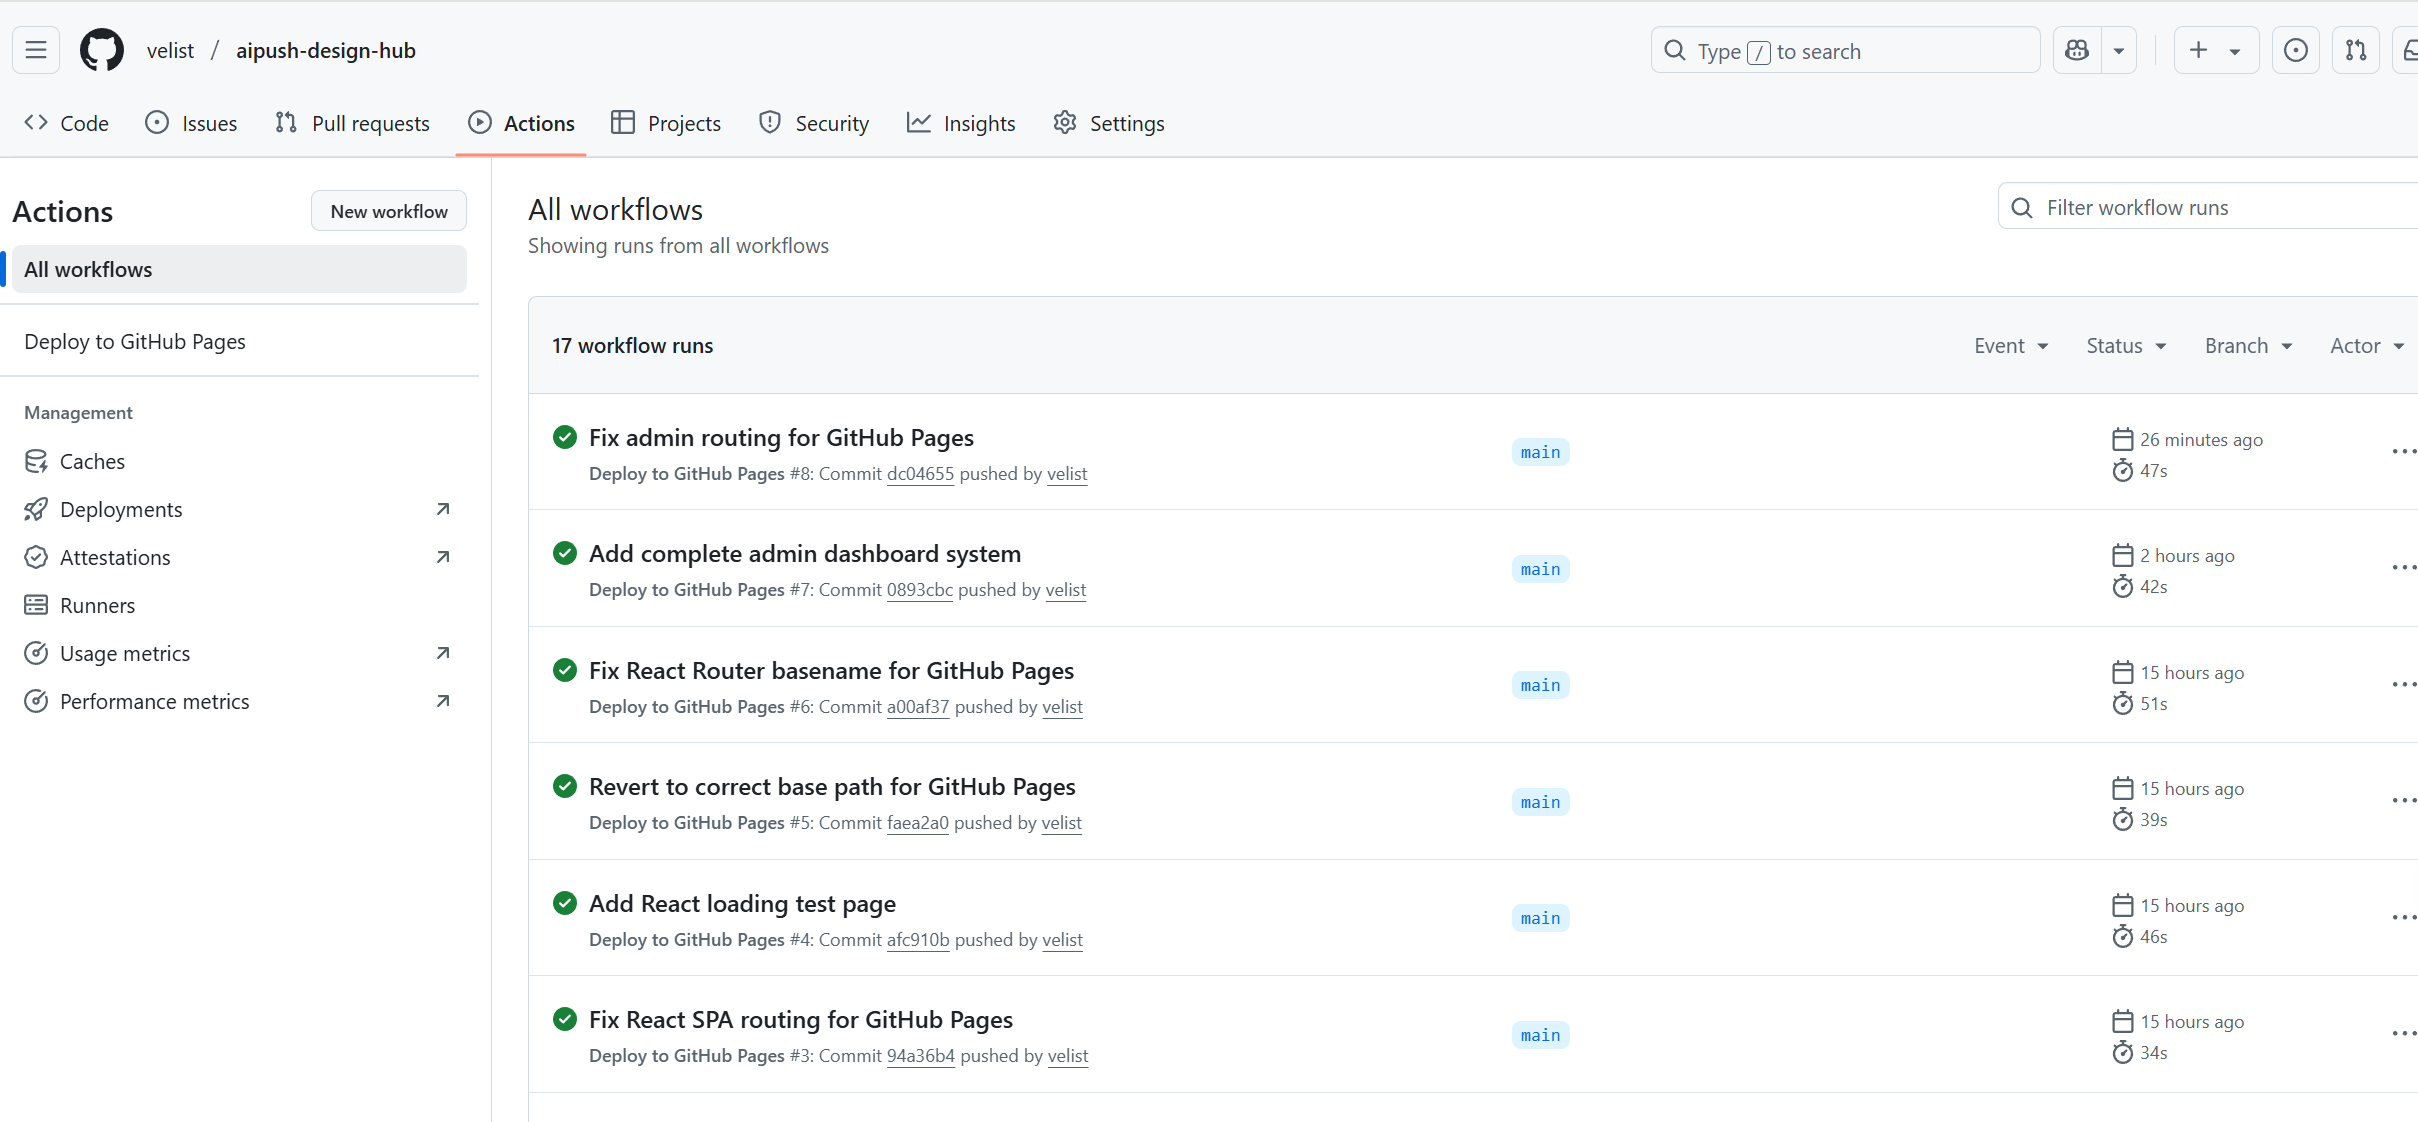 velist / aipush-design-hub
Type / to search
Code Issues Pull requests Actions Projects Security Insights Settings
Actions
New workflow
All workflows
Deploy to GitHub Pages
Management
Caches
Deployments
Attestations
Runners
Usage metrics
Performance metrics
All workflows
Showing runs from all workflows
Filter workflow runs
17 workflow runs
Event Status Branch Actor
Fix admin routing for GitHub Pages
Deploy to GitHub Pages #8: Commit dc04655 pushed by velist
main
26 minutes ago
47s
Add complete admin dashboard system
Deploy to GitHub Pages #7: Commit 0893cbc pushed by velist
main
2 hours ago
42s
Fix React Router basename for GitHub Pages
Deploy to GitHub Pages #6: Commit a00af37 pushed by velist
main
15 hours ago
51s
Revert to correct base path for GitHub Pages
Deploy to GitHub Pages #5: Commit faea2a0 pushed by velist
main
15 hours ago
39s
Add React loading test page
Deploy to GitHub Pages #4: Commit afc910b pushed by velist
main
15 hours ago
46s
Fix React SPA routing for GitHub Pages
Deploy to GitHub Pages #3: Commit 94a36b4 pushed by velist
main
15 hours ago
34s